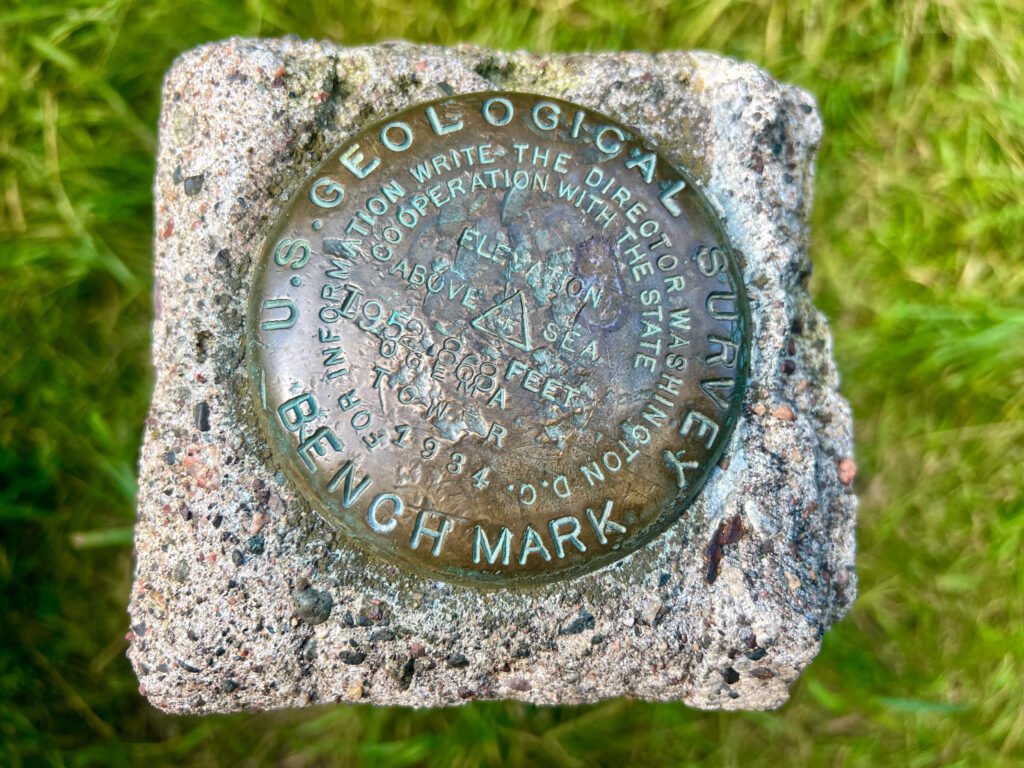 U.S. GEOLOGICAL SURVEY
FOR INFORMATION WRITE THE DIRECTOR WASHINGTON D.C.
COOPERATION WITH THE STATE
ELEVATION
ABOVE SEA
FEET
1934
BENCH MARK